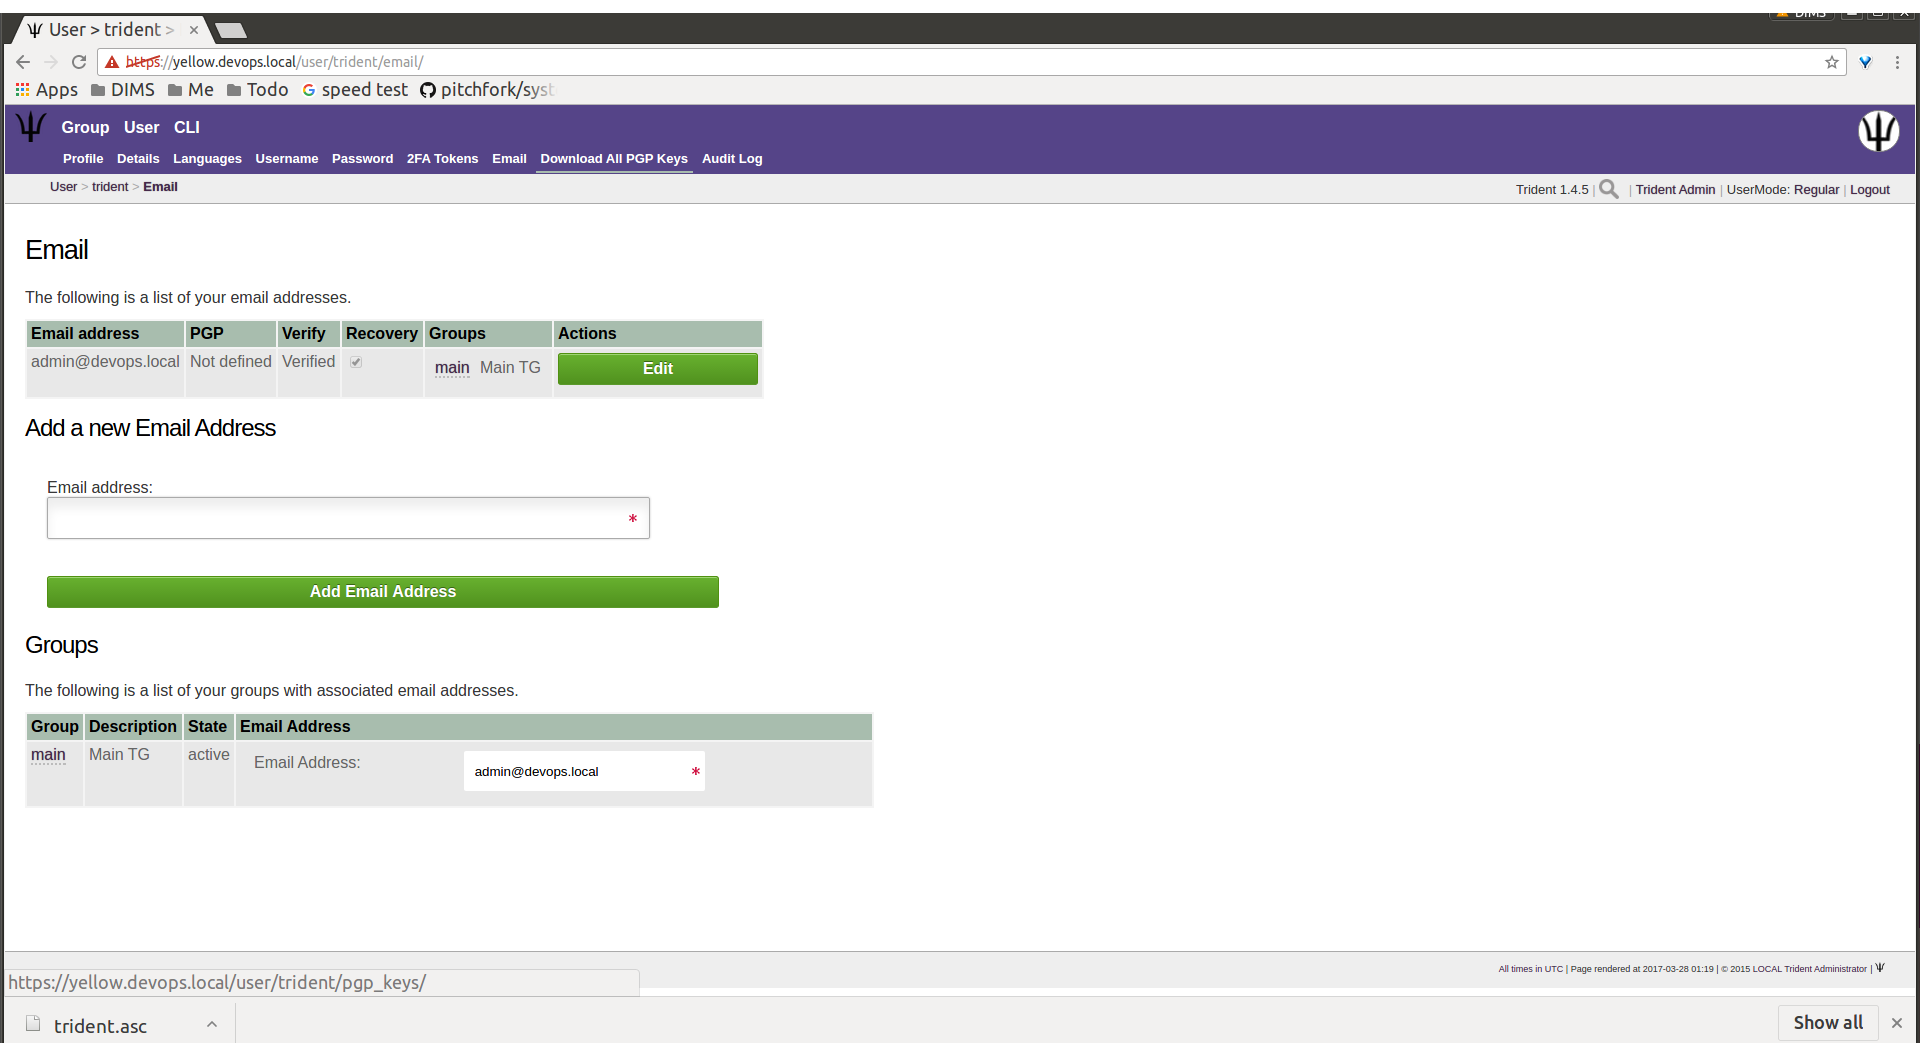 DIMS
User > trident >
https://yellow.devops.local/user/trident/email/
Apps DIMS Me Todo speed test pitchfork/syst
Group User CLI
Profile Details Languages Username Password 2FA Tokens Email Download All PGP Keys Audit Log
User > trident > Email
Trident 1.4.5 | | Trident Admin | UserMode: Regular | Logout
Email
The following is a list of your email addresses.
Email address PGP Verify Recovery Groups Actions
admin@devops.local Not defined Verified main Main TG Edit
Add a new Email Address
Email address:
*
Add Email Address
Groups
The following is a list of your groups with associated email addresses.
Group Description State Email Address
main Main TG active Email Address: admin@devops.local *
All times in UTC | Page rendered at 2017-03-28 01:19 | © 2015 LOCAL Trident Administrator |
https://yellow.devops.local/user/trident/pgp_keys/
trident.asc
Show all